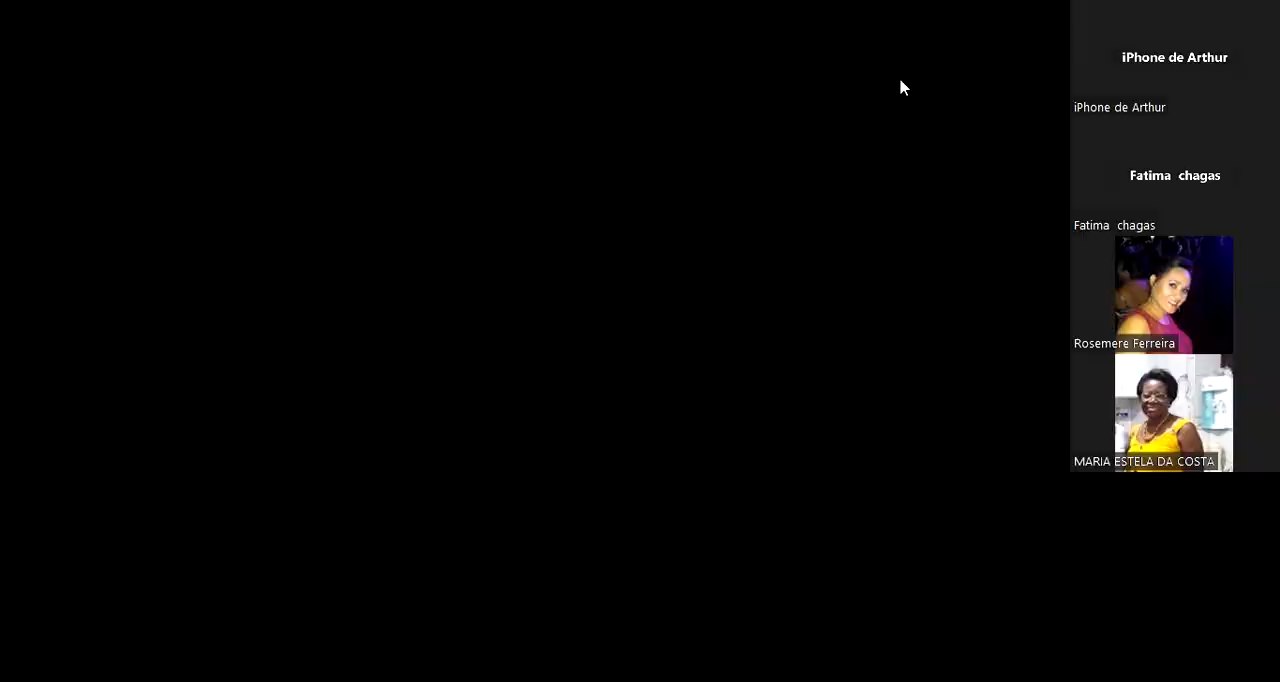 iPhone de Arthur
iPhone de Arthur
Fatima chagas
Fatima chagas
Rosemere Ferreira
MARIA ESTELA DA COSTA